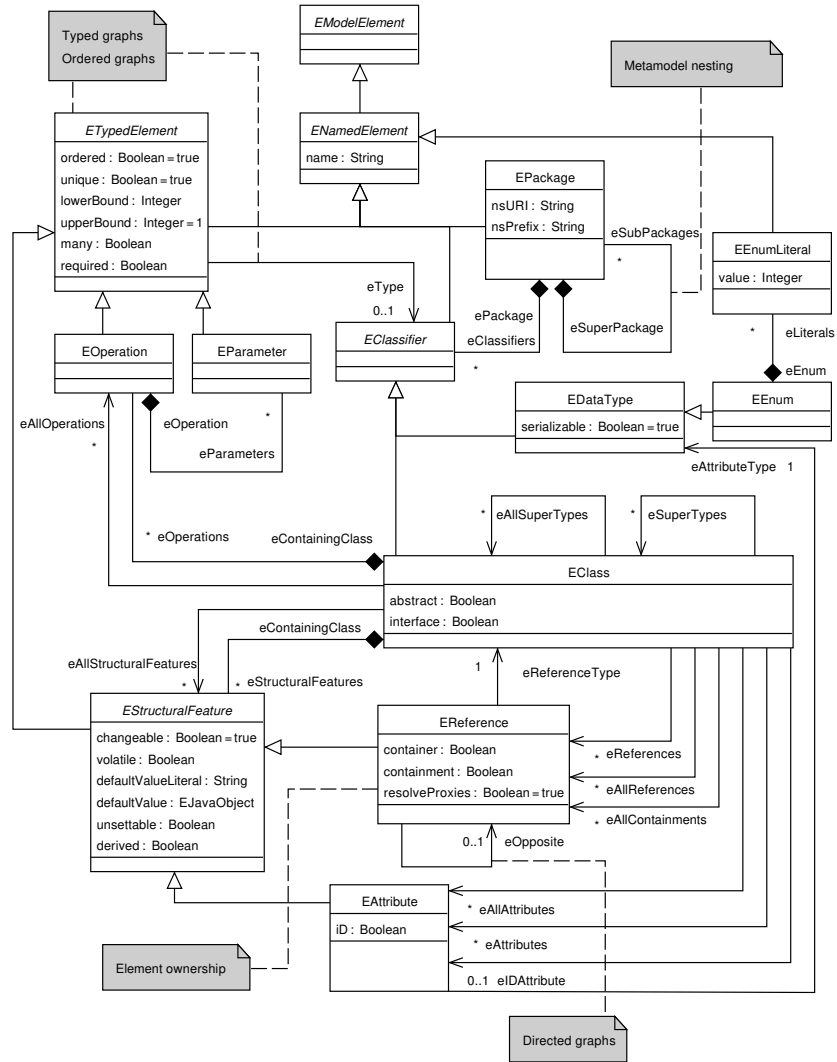 EModelElement
Typed graphs
Ordered graphs
Metamodel nesting
ETypedElement
ordered : Boolean = true
unique : Boolean = true
lowerBound : Integer
upperBound : Integer = 1
many : Boolean
required : Boolean
ENamedElement
name : String
EPackage
nsURI : String
nsPrefix : String
eSubPackages
*
EEnumLiteral
value : Integer
eType
0..1
ePackage
eClassifiers
*
eSuperPackage
*
eLiterals
eEnum
EOperation
EParameter
EClassifier
EDataType
serializable : Boolean = true
EEnum
eAllOperations
*
eOperation
*
eParameters
eAttributeType 1
* eOperations
eContainingClass
* eAllSuperTypes
* eSuperTypes
EClass
abstract : Boolean
interface : Boolean
eContainingClass
eAllStructuralFeatures
*
* eStructuralFeatures
1
eReferenceType
EStructuralFeature
changeable : Boolean = true
volatile : Boolean
defaultValueLiteral : String
defaultValue : EJavaObject
unsettable : Boolean
derived : Boolean
EReference
container : Boolean
containment : Boolean
resolveProxies : Boolean = true
* eReferences
* eAllReferences
* eAllContainments
0..1
eOpposite
EAttribute
iD : Boolean
* eAllAttributes
* eAttributes
0..1 eIDAttribute
Element ownership
Directed graphs